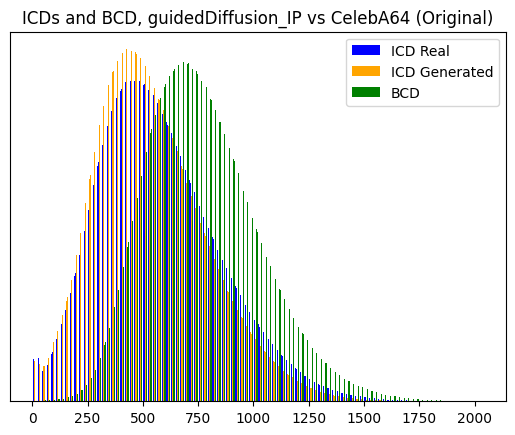 ICDs and BCD, guidedDiffusion_IP vs CelebA64 (Original)
ICD Real
ICD Generated
BCD
0 250 500 750 1000 1250 1500 1750 2000